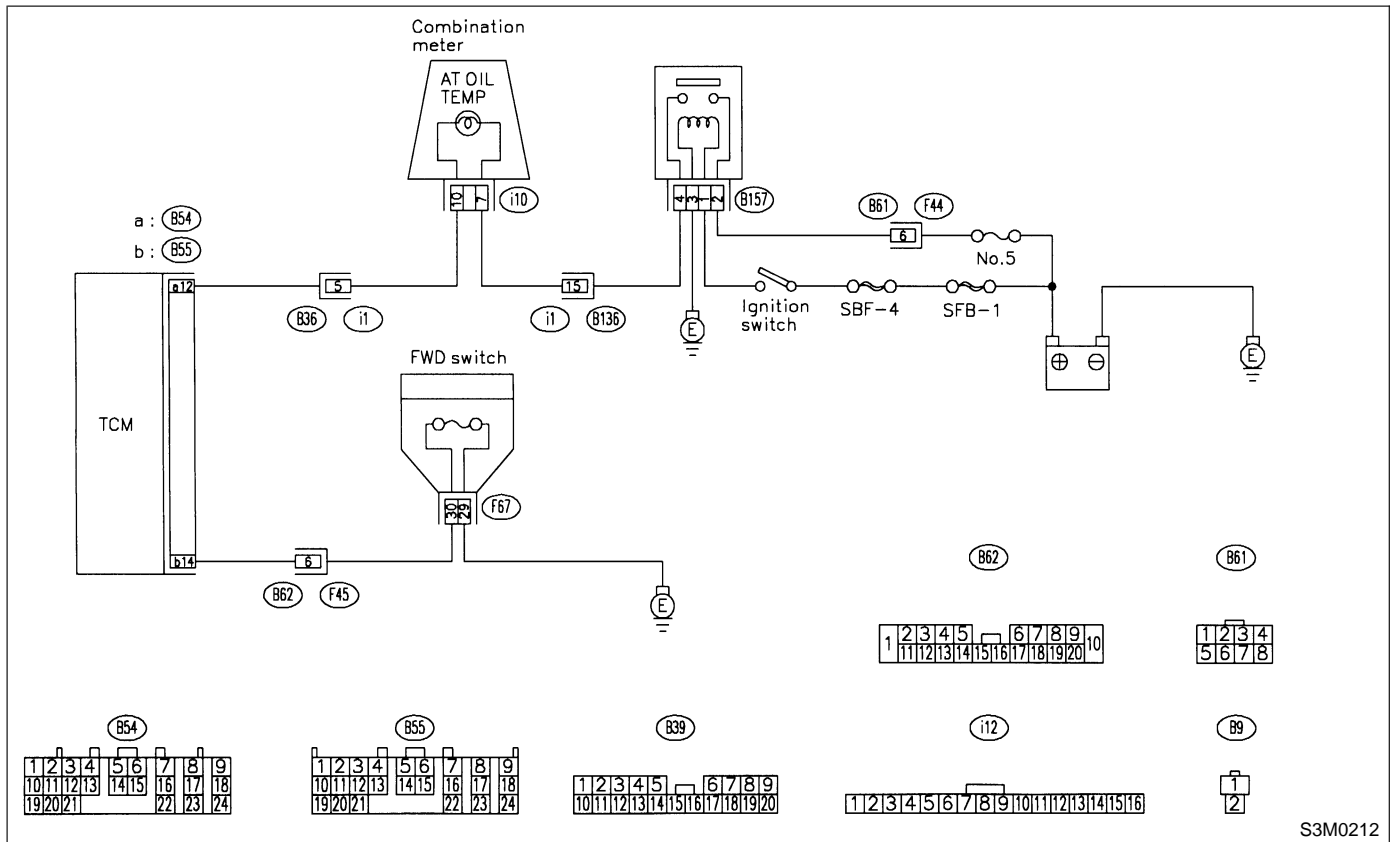 Combination
meter
AT OIL
TEMP
10 7
i10
4 3 1 2
B157
B61 F44
6
No.5
a : B54
b : B55
a12
5
B36 i1
15
i1 B136
E
Ignition
switch
SBF-4
SFB-1
⊕ ⊖
E
TCM
FWD switch
30 29
F67
b14
6
B62 F45
E
B62
1 2 3 4 5 6 7 8 9 10
11 12 13 14 15 16 17 18 19 20
B61
1 2 3 4
5 6 7 8
B54
1 2 3 4 5 6 7 8 9
10 11 12 13 14 15 16 17 18
19 20 21 22 23 24
B55
1 2 3 4 5 6 7 8 9
10 11 12 13 14 15 16 17 18
19 20 21 22 23 24
B39
1 2 3 4 5 6 7 8 9
10 11 12 13 14 15 16 17 18 19 20
i12
1 2 3 4 5 6 7 8 9 10 11 12 13 14 15 16
B9
1
2
S3M0212